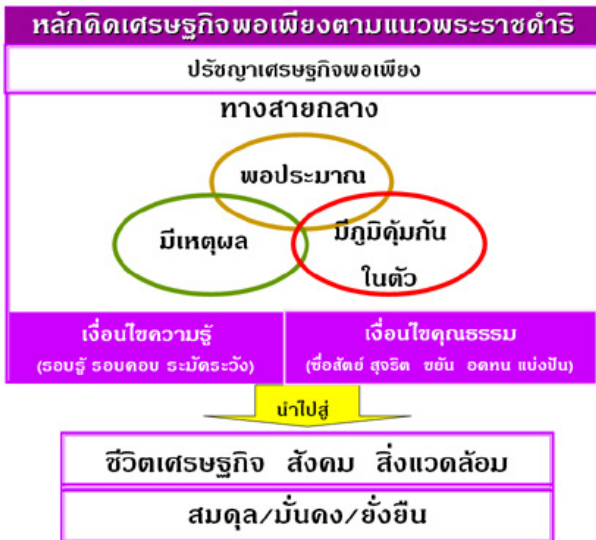 หลักคิดเศรษฐกิจพอเพียงตามแนวพระราชดำริ
ปรัชญาเศรษฐกิจพอเพียง
ทางสายกลาง
พอประมาณ
มีเหตุผล
มีภูมิคุ้มกัน
ในตัว
เงื่อนไขความรู้
(รอบรู้ รอบคอบ ระมัดระวัง)
เงื่อนไขคุณธรรม
(ซื่อสัตย์ สุจริต ขยัน อดทน แบ่งปัน)
นำไปสู่
ชีวิตเศรษฐกิจ สังคม สิ่งแวดล้อม
สมดุล/มั่นคง/ยั่งยืน